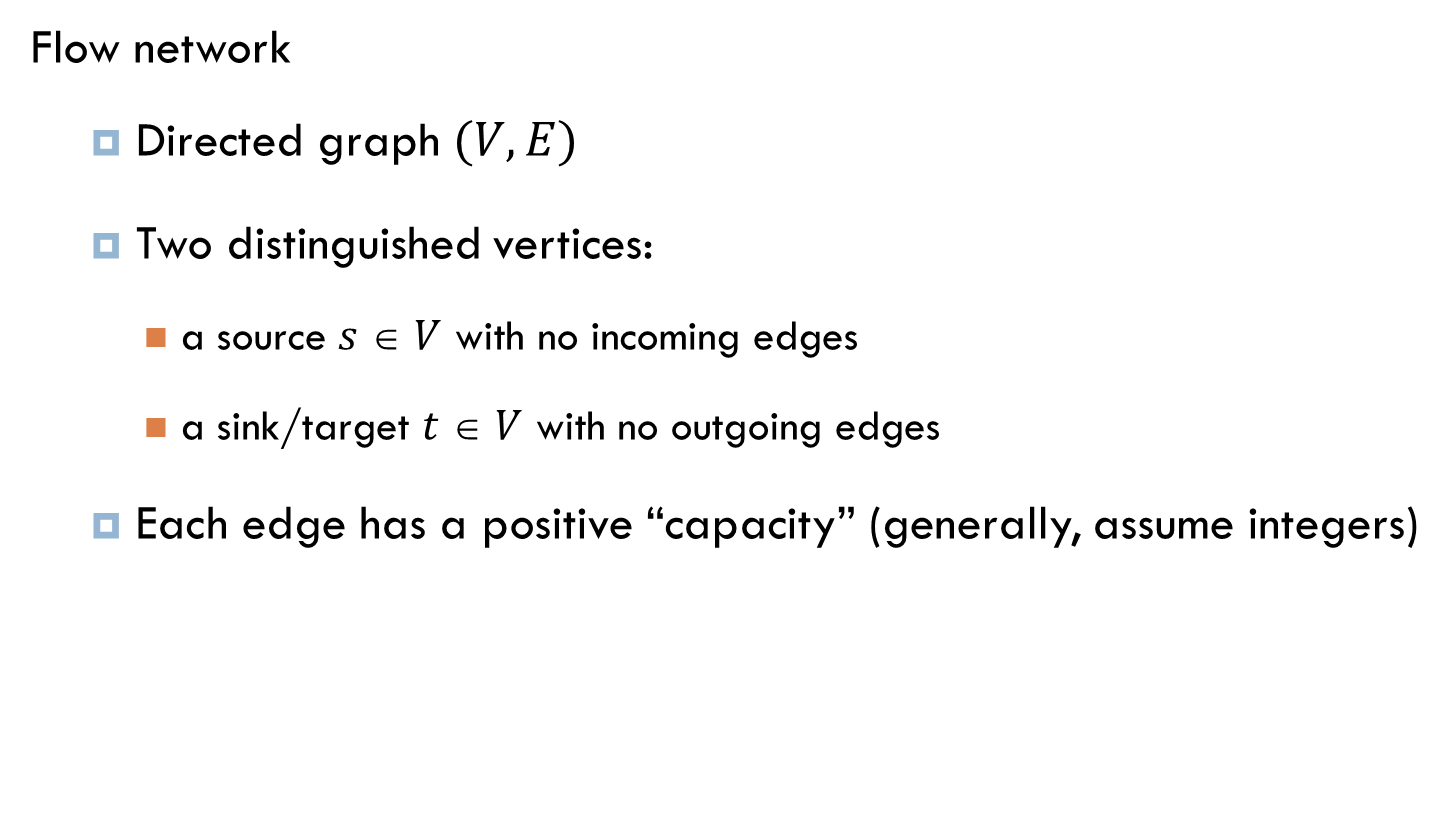 Flow network
Directed graph (𝑉, 𝐸)
Two distinguished vertices:
a source 𝑠 ∈ 𝑉 with no incoming edges
a sink/target 𝑡 ∈ 𝑉 with no outgoing edges
Each edge has a positive “capacity” (generally, assume integers)